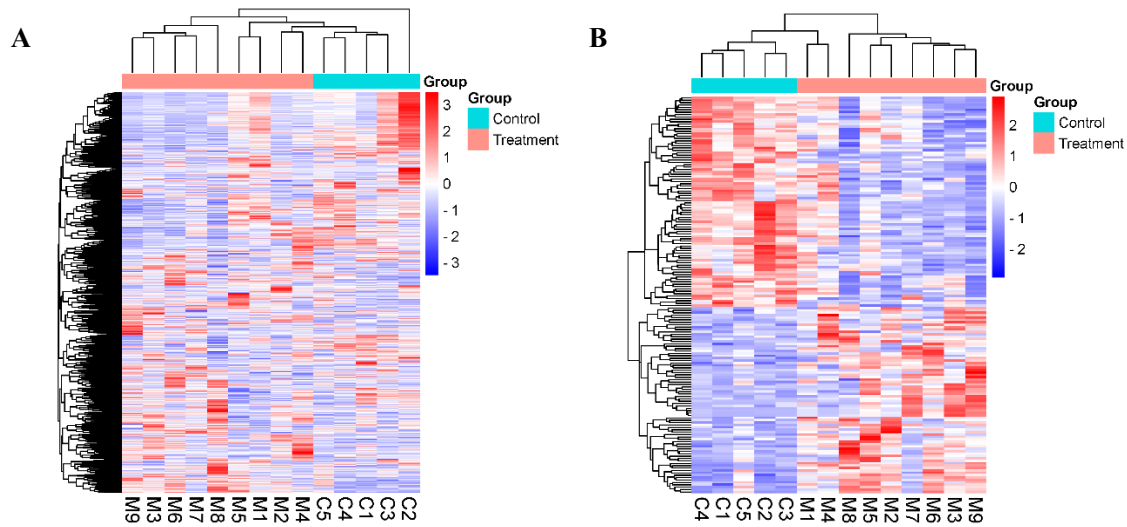 A
Group
3
2
1
0
-1
-2
-3
Group
Control
Treatment
M9 M3 M6 M7 M8 M5 M1 M2 M4 C5 C4 C1 C3 C2
B
Group
2
1
0
-1
-2
Group
Control
Treatment
C4 C1 C5 C2 C3 M1 M4 M8 M5 M2 M7 M6 M3 M9